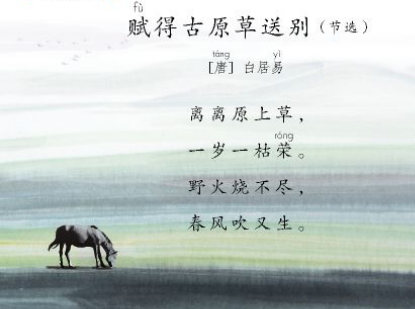 fù
赋得古原草送别（节选）
táng yì
［唐］白居易
离离原上草，
róng
一岁一枯荣。
野火烧不尽，
春风吹又生。